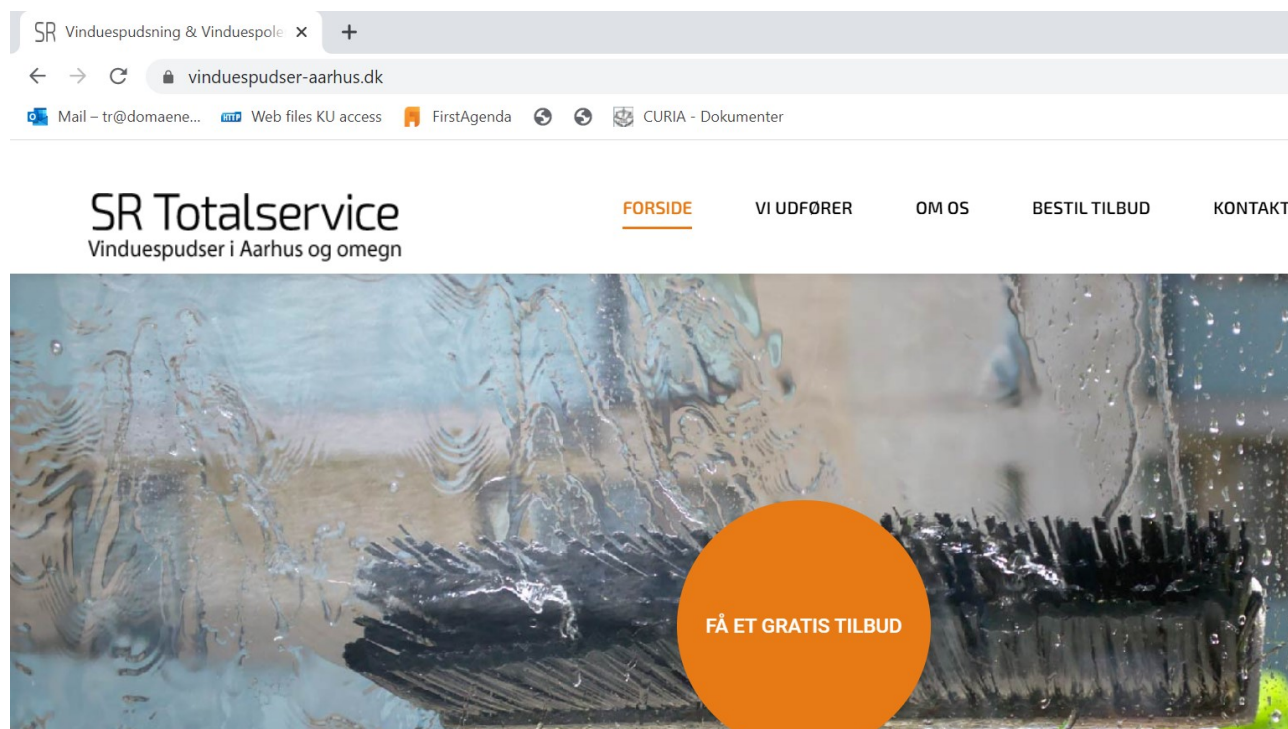 SR Vinduespudsning & Vinduespole
vinduespudser-aarhus.dk
Mail – tr@domaene... HTTP Web files KU access FirstAgenda CURIA - Dokumenter
SR Totalservice
Vinduespudser i Aarhus og omegn
FORSIDE VI UDFØRER OM OS BESTIL TILBUD KONTAKT
FÅ ET GRATIS TILBUD